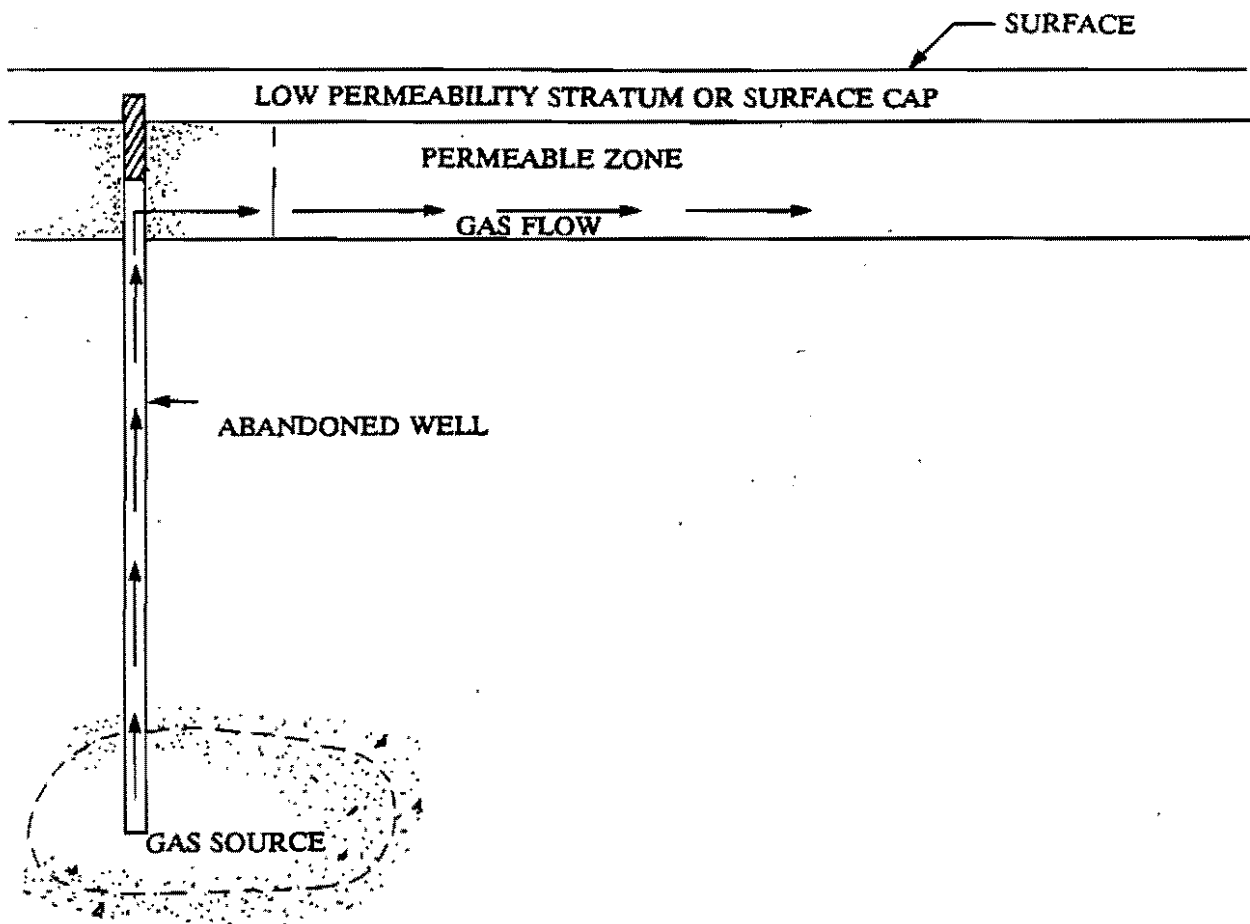 SURFACE
LOW PERMEABILITY STRATUM OR SURFACE CAP
PERMEABLE ZONE
GAS FLOW
ABANDONED WELL
GAS SOURCE